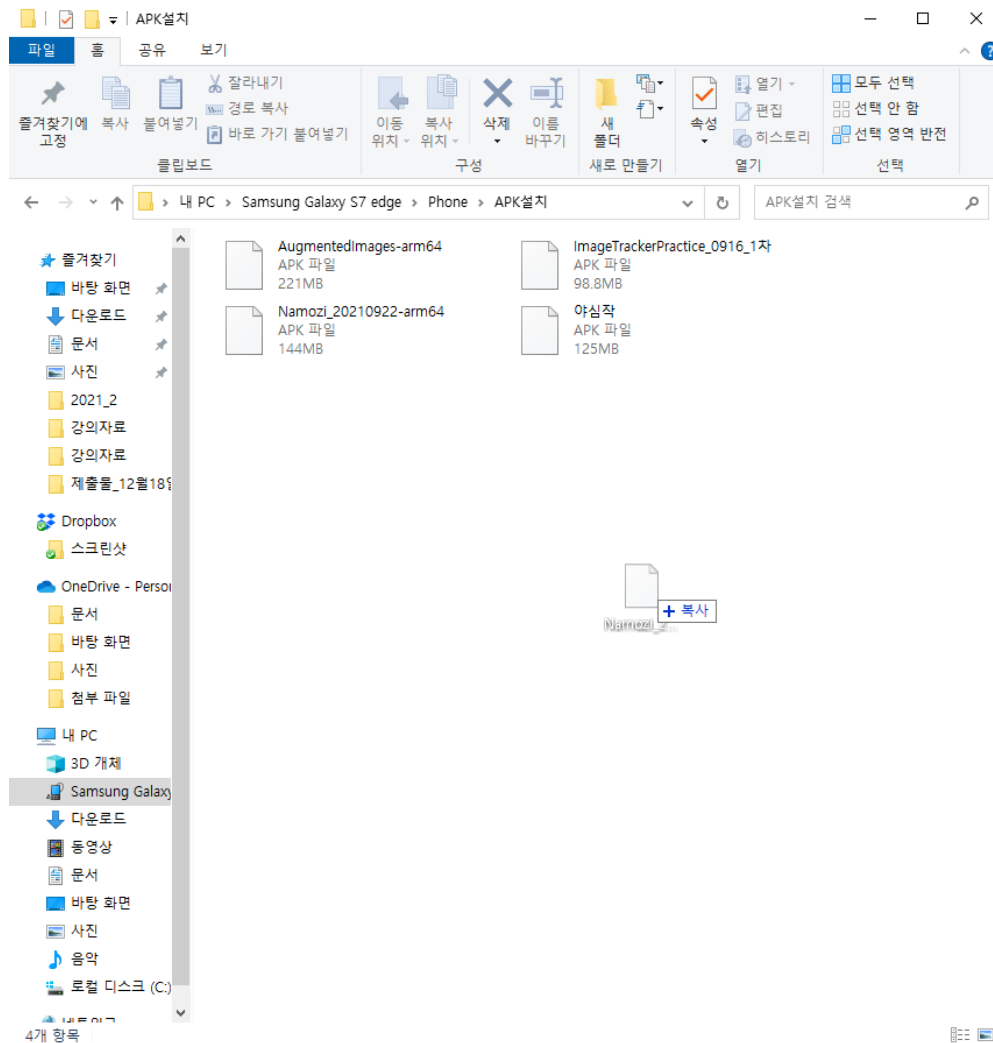 APK설치
파일 홈 공유 보기
즐겨찾기에 고정
복사
붙여넣기
잘라내기
경로 복사
바로 가기 붙여넣기
클립보드
이동 위치
복사 위치
삭제
이름 바꾸기
구성
새 폴더
새로 만들기
속성
열기
편집
히스토리
열기
모두 선택
선택 안 함
선택 영역 반전
선택
내 PC > Samsung Galaxy S7 edge > Phone > APK설치
APK설치 검색
즐겨찾기
바탕 화면
다운로드
문서
사진
2021_2
강의자료
강의자료
제출물_12월18일
Dropbox
스크린샷
OneDrive - Person
문서
바탕 화면
사진
첨부 파일
내 PC
3D 개체
Samsung Galaxy
다운로드
동영상
문서
바탕 화면
사진
음악
로컬 디스크 (C:)
AugmentedImages-arm64
APK 파일
221MB
ImageTrackerPractice_0916_1차
APK 파일
98.8MB
Namozi_20210922-arm64
APK 파일
144MB
야심작
APK 파일
125MB
+ 복사
Namozi_2...
4개 항목